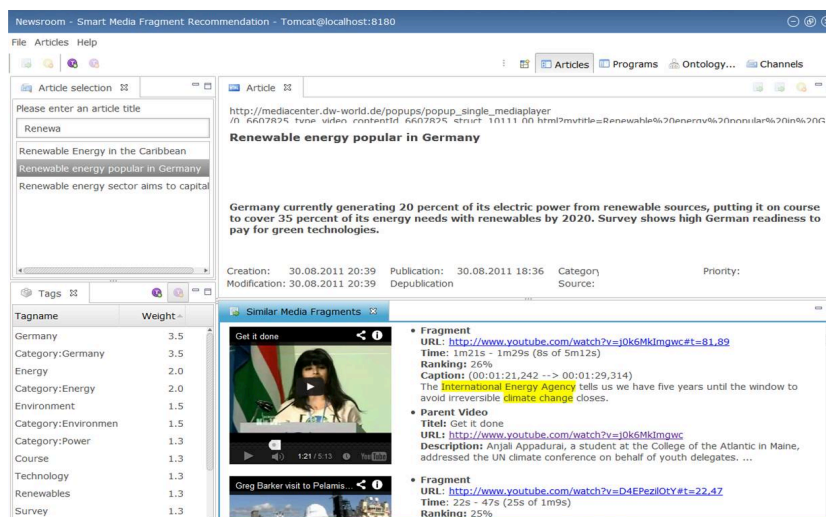 Newsroom - Smart Media Fragment Recommendation - Tomcat@localhost:8180
File Articles Help
Articles Programs Ontology... Channels
Article selection
Please enter an article title
Renewa
Renewable Energy in the Caribbean
Renewable energy popular in Germany
Renewable energy sector aims to capital
Article
http://mediacenter.dw-world.de/popups/popup_single_mediaplayer
/0,,6607825_type_video_contentId_6607825_struct_10111,00.html?mytitle=Renewable%20energy%20popular%20in%20G
Renewable energy popular in Germany
Germany currently generating 20 percent of its electric power from renewable sources, putting it on course
to cover 35 percent of its energy needs with renewables by 2020. Survey shows high German readiness to
pay for green technologies.
Creation: 30.08.2011 20:39 Publication: 30.08.2011 18:36 Category Priority:
Modification: 30.08.2011 20:39 Depublication Source:
Tags
Tagname Weight
Germany 3.5
Category:Germany 3.5
Energy 2.0
Category:Energy 2.0
Environment 1.5
Category:Environmen 1.5
Category:Power 1.3
Course 1.3
Technology 1.3
Renewables 1.3
Survey 1.3
Similar Media Fragments
Get it done
1:21 / 5:13 YouTube
Fragment
URL: http://www.youtube.com/watch?v=j0k6MkImgwc#t=81,89
Time: 1m21s - 1m29s (8s of 5m12s)
Ranking: 26%
Caption: (00:01:21,242 --> 00:01:29,314)
The International Energy Agency tells us we have five years until the window to
avoid irreversible climate change closes.
Parent Video
Titel: Get it done
URL: http://www.youtube.com/watch?v=j0k6MkImgwc
Description: Anjali Appadurai, a student at the College of the Atlantic in Maine,
addressed the UN climate conference on behalf of youth delegates. ...
Greg Barker visit to Pelamis...
Fragment
URL: http://www.youtube.com/watch?v=D4EPezilOtY#t=22,47
Time: 22s - 47s (25s of 1m9s)
Ranking: 25%